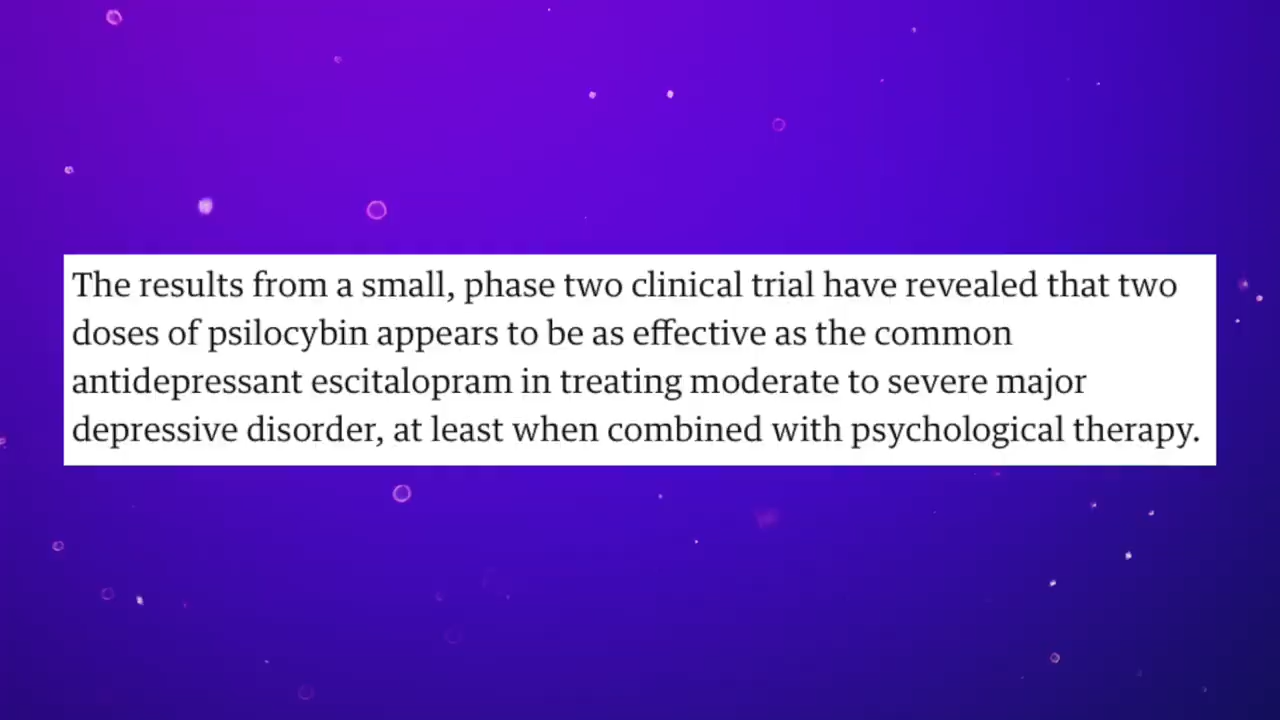 The results from a small, phase two clinical trial have revealed that two
doses of psilocybin appears to be as effective as the common
antidepressant escitalopram in treating moderate to severe major
depressive disorder, at least when combined with psychological therapy.